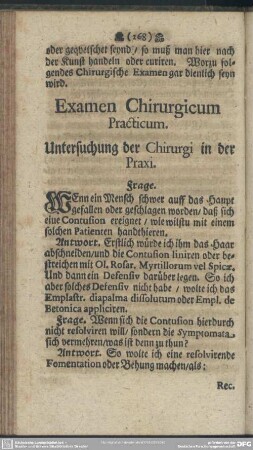 (168)
oder gequetschet seynd / so muß man hier nach
der Kunst handeln oder curiren. Worzu fol-
gendes Chirurgische Examen gar dienlich seyn
wird.
Examen Chirurgicum
Practicum.
Untersuchung der Chirurgi in der
Praxi.
Frage.
WEnn ein Mensch schwer auff das Haupt
gefallen oder geschlagen worden / daß sich
eine Contusion ereignet / wie wilstu mit einem
solchen Patienten handthieren.
Antwort. Erstlich würde ich ihm das Haar
abschneiden / und die Contusion liniren oder be-
streichen mit Ol. Rosar. Myrtillorum vel Spicæ.
Und dann ein Defensiv darüber legen. So ich
aber solches Defensiv nicht habe / wolte ich das
Emplastr. diapalma dissolutum oder Empl. de
Betonica appliciren.
Frage. Wenn sich die Contusion hierdurch
nicht resolviren will / sondern die Symptomata
sich vermehren / was ist denn zu thun?
Antwort. So wolte ich eine resolvirende
Fomentation oder Behung machen / als:
Rec.